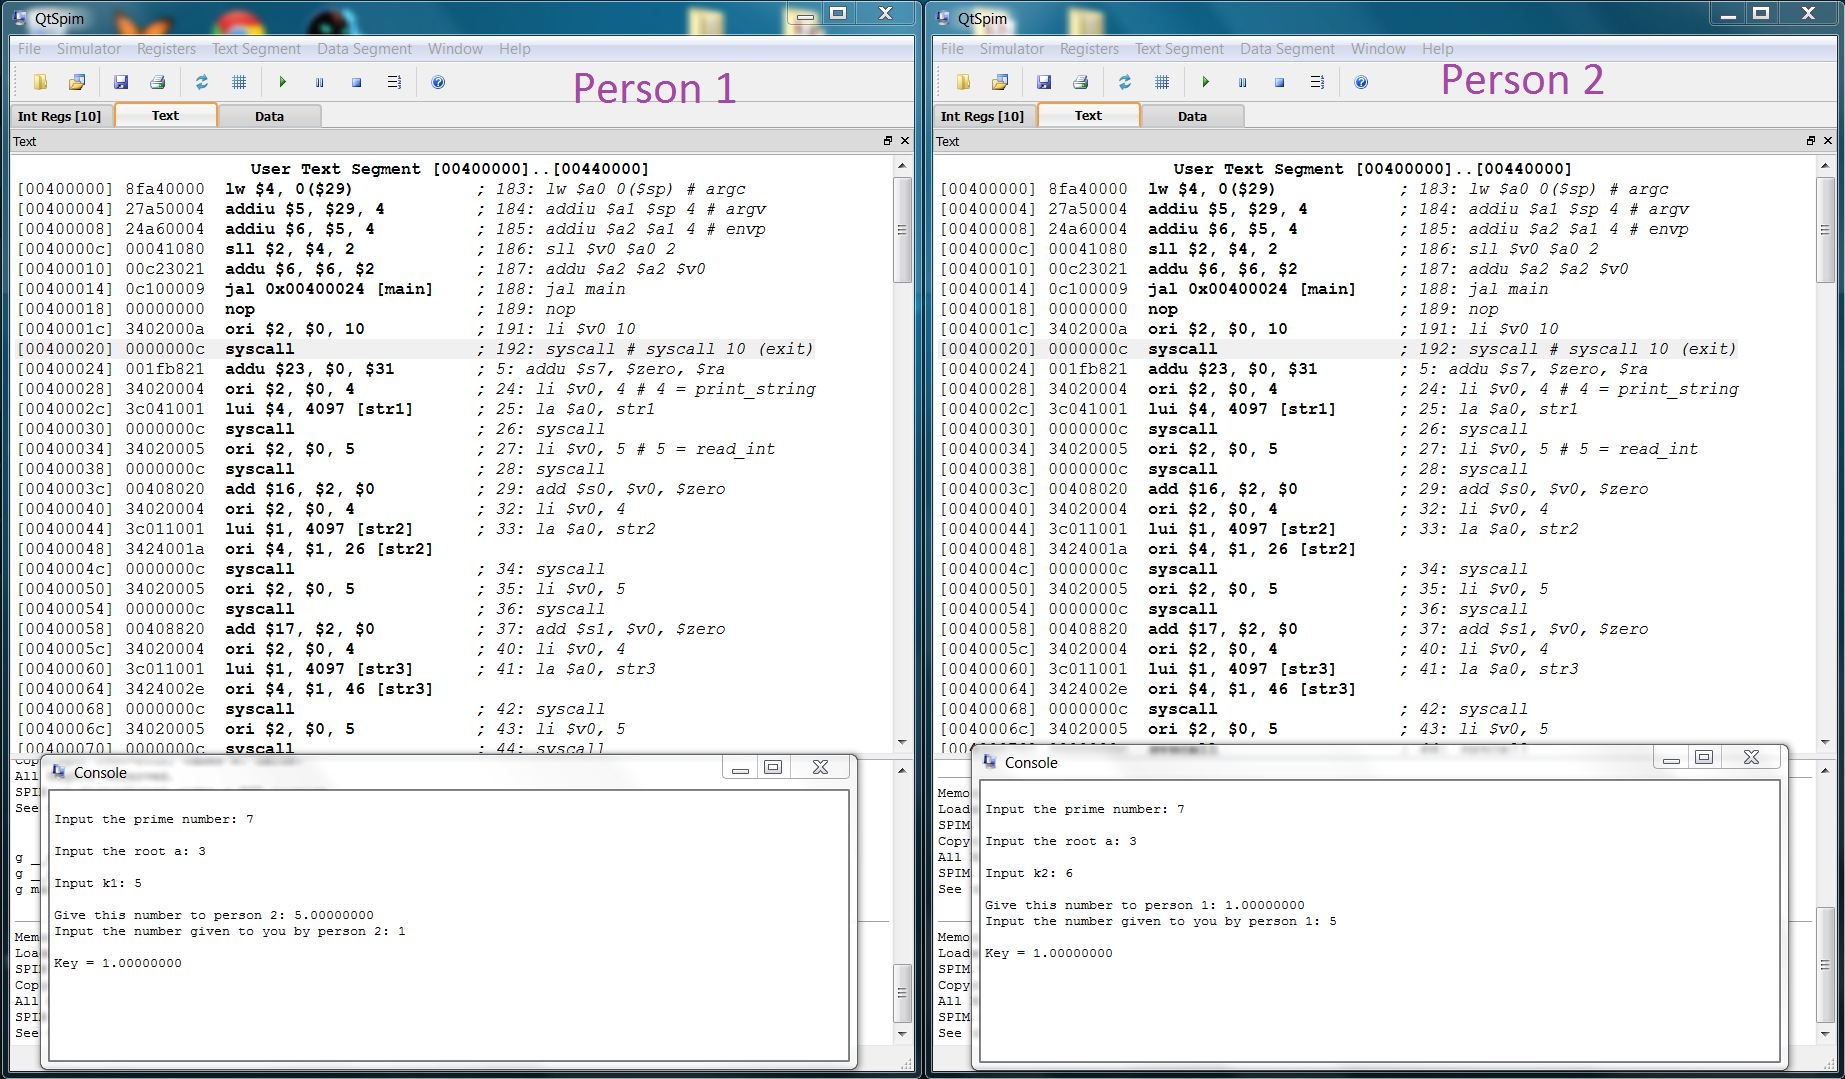 QtSpim
File Simulator Registers Text Segment Data Segment Window Help
Person 1
Int Regs [10] Text Data
Text
User Text Segment [00400000]..[00440000]
[00400000] 8fa40000 lw $4, 0($29) ; 183: lw $a0 0($sp) # argc
[00400004] 27a50004 addiu $5, $29, 4 ; 184: addiu $a1 $sp 4 # argv
[00400008] 24a60004 addiu $6, $5, 4 ; 185: addiu $a2 $a1 4 # envp
[0040000c] 00041080 sll $2, $4, 2 ; 186: sll $v0 $a0 2
[00400010] 00c23021 addu $6, $6, $2 ; 187: addu $a2 $a2 $v0
[00400014] 0c100009 jal 0x00400024 [main] ; 188: jal main
[00400018] 00000000 nop ; 189: nop
[0040001c] 3402000a ori $2, $0, 10 ; 191: li $v0 10
[00400020] 0000000c syscall ; 192: syscall # syscall 10 (exit)
[00400024] 001fb821 addu $23, $0, $31 ; 5: addu $s7, $zero, $ra
[00400028] 34020004 ori $2, $0, 4 ; 24: li $v0, 4 # 4 = print_string
[0040002c] 3c041001 lui $4, 4097 [str1] ; 25: la $a0, str1
[00400030] 0000000c syscall ; 26: syscall
[00400034] 34020005 ori $2, $0, 5 ; 27: li $v0, 5 # 5 = read_int
[00400038] 0000000c syscall ; 28: syscall
[0040003c] 00408020 add $16, $2, $0 ; 29: add $s0, $v0, $zero
[00400040] 34020004 ori $2, $0, 4 ; 32: li $v0, 4
[00400044] 3c011001 lui $1, 4097 [str2] ; 33: la $a0, str2
[00400048] 3424001a ori $4, $1, 26 [str2]
[0040004c] 0000000c syscall ; 34: syscall
[00400050] 34020005 ori $2, $0, 5 ; 35: li $v0, 5
[00400054] 0000000c syscall ; 36: syscall
[00400058] 00408820 add $17, $2, $0 ; 37: add $s1, $v0, $zero
[0040005c] 34020004 ori $2, $0, 4 ; 40: li $v0, 4
[00400060] 3c011001 lui $1, 4097 [str3] ; 41: la $a0, str3
[00400064] 3424002e ori $4, $1, 46 [str3]
[00400068] 0000000c syscall ; 42: syscall
[0040006c] 34020005 ori $2, $0, 5 ; 43: li $v0, 5
[00400070] 0000000c syscall ; 44: syscall
Cop
All
SPI
See
g
g
g m
Mem
Loa
SPI
Cop
All
SPI
See
Console
Input the prime number: 7
Input the root a: 3
Input k1: 5
Give this number to person 2: 5.00000000
Input the number given to you by person 2: 1
Key = 1.00000000
QtSpim
File Simulator Registers Text Segment Data Segment Window Help
Person 2
Int Regs [10] Text Data
Text
User Text Segment [00400000]..[00440000]
[00400000] 8fa40000 lw $4, 0($29) ; 183: lw $a0 0($sp) # argc
[00400004] 27a50004 addiu $5, $29, 4 ; 184: addiu $a1 $sp 4 # argv
[00400008] 24a60004 addiu $6, $5, 4 ; 185: addiu $a2 $a1 4 # envp
[0040000c] 00041080 sll $2, $4, 2 ; 186: sll $v0 $a0 2
[00400010] 00c23021 addu $6, $6, $2 ; 187: addu $a2 $a2 $v0
[00400014] 0c100009 jal 0x00400024 [main] ; 188: jal main
[00400018] 00000000 nop ; 189: nop
[0040001c] 3402000a ori $2, $0, 10 ; 191: li $v0 10
[00400020] 0000000c syscall ; 192: syscall # syscall 10 (exit)
[00400024] 001fb821 addu $23, $0, $31 ; 5: addu $s7, $zero, $ra
[00400028] 34020004 ori $2, $0, 4 ; 24: li $v0, 4 # 4 = print_string
[0040002c] 3c041001 lui $4, 4097 [str1] ; 25: la $a0, str1
[00400030] 0000000c syscall ; 26: syscall
[00400034] 34020005 ori $2, $0, 5 ; 27: li $v0, 5 # 5 = read_int
[00400038] 0000000c syscall ; 28: syscall
[0040003c] 00408020 add $16, $2, $0 ; 29: add $s0, $v0, $zero
[00400040] 34020004 ori $2, $0, 4 ; 32: li $v0, 4
[00400044] 3c011001 lui $1, 4097 [str2] ; 33: la $a0, str2
[00400048] 3424001a ori $4, $1, 26 [str2]
[0040004c] 0000000c syscall ; 34: syscall
[00400050] 34020005 ori $2, $0, 5 ; 35: li $v0, 5
[00400054] 0000000c syscall ; 36: syscall
[00400058] 00408820 add $17, $2, $0 ; 37: add $s1, $v0, $zero
[0040005c] 34020004 ori $2, $0, 4 ; 40: li $v0, 4
[00400060] 3c011001 lui $1, 4097 [str3] ; 41: la $a0, str3
[00400064] 3424002e ori $4, $1, 46 [str3]
[00400068] 0000000c syscall ; 42: syscall
[0040006c] 34020005 ori $2, $0, 5 ; 43: li $v0, 5
Memo
Load
SPIM
Copy
All
SPIM
See
Memo
Load
SPIM
Copy
All
SPIM
See
Console
Input the prime number: 7
Input the root a: 3
Input k2: 6
Give this number to person 1: 1.00000000
Input the number given to you by person 1: 5
Key = 1.00000000